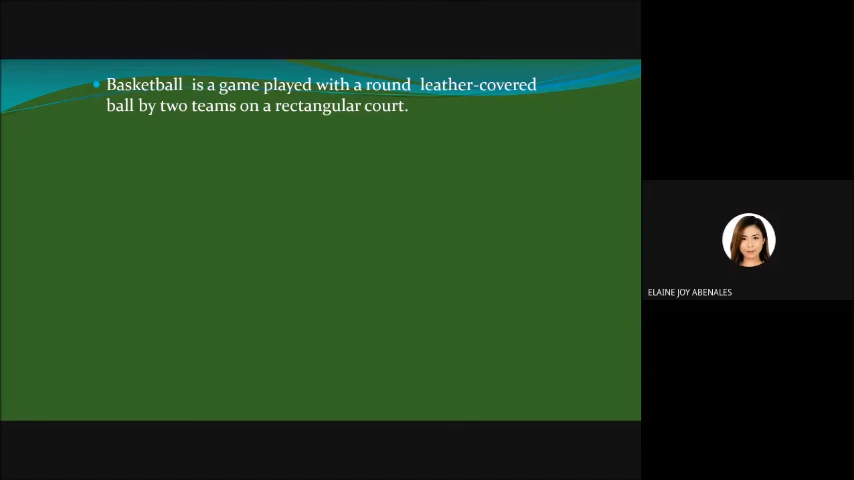 Basketball is a game played with a round leather-covered
ball by two teams on a rectangular court.
ELAINE JOY ABENALES